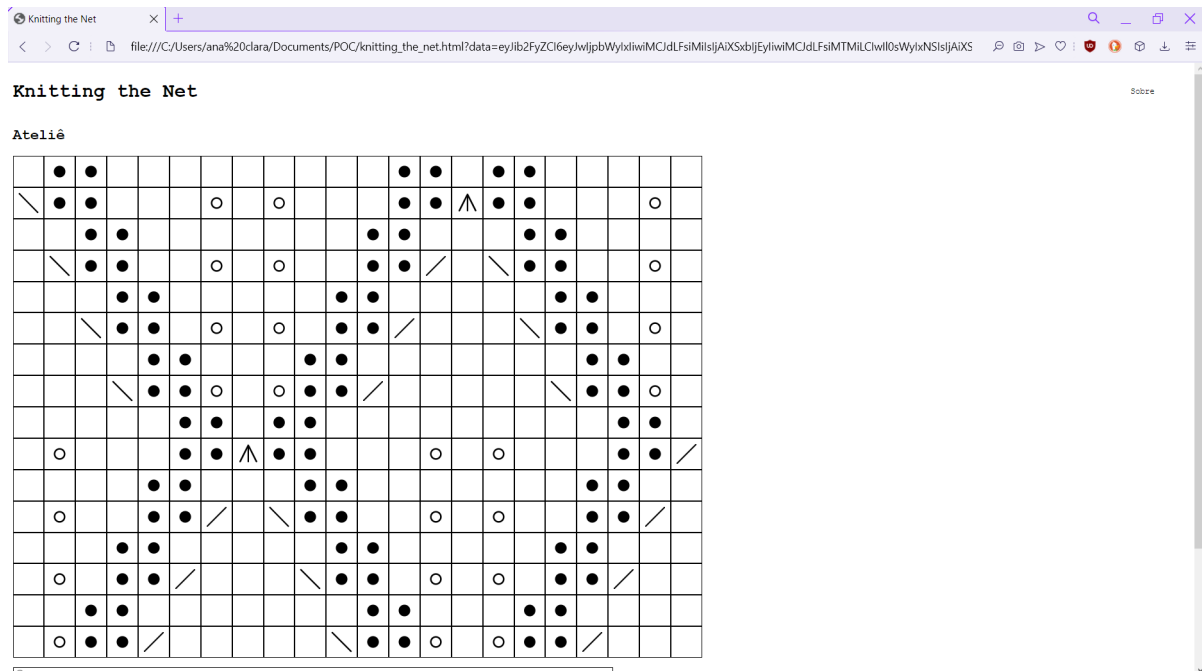 Knitting the Net
file:///C:/Users/ana%20clara/Documents/POC/knitting_the_net.html?data=eyJib2FyZCI6eyJwIjpbWyIxIiwiMCJdLFsiMiIsIjAiXSxbIjEyIiwiMCJdLFsiMTMiLCIwIl0sWyIxNSIsIjAiXS
Knitting the Net
Sobre
Ateliê